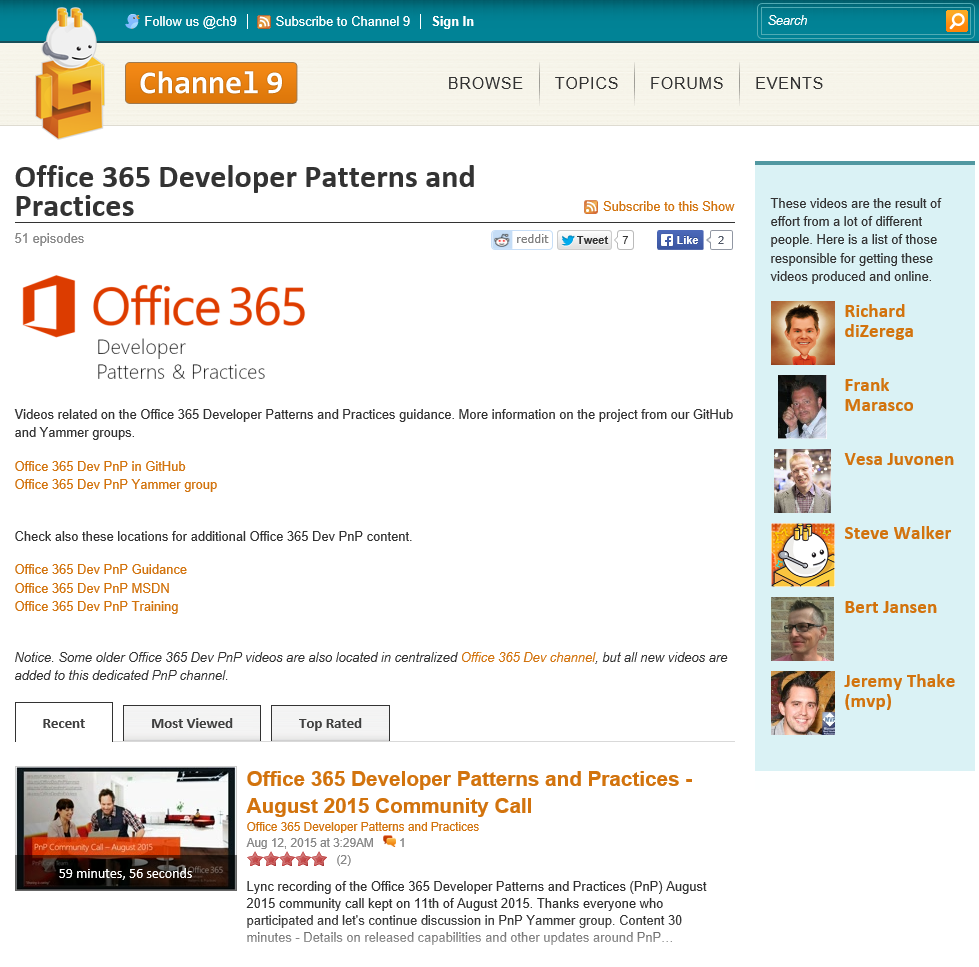 Follow us @ch9
Subscribe to Channel 9
Sign In
Search
Channel 9
BROWSE
TOPICS
FORUMS
EVENTS
Office 365 Developer Patterns and
Practices
Subscribe to this Show
51 episodes
reddit
Tweet
7
Like
2
Office 365
Developer
Patterns & Practices
Videos related on the Office 365 Developer Patterns and Practices guidance. More information on the project from our GitHub
and Yammer groups.
Office 365 Dev PnP in GitHub
Office 365 Dev PnP Yammer group
Check also these locations for additional Office 365 Dev PnP content.
Office 365 Dev PnP Guidance
Office 365 Dev PnP MSDN
Office 365 Dev PnP Training
Notice. Some older Office 365 Dev PnP videos are also located in centralized Office 365 Dev channel, but all new videos are
added to this dedicated PnP channel.
Recent
Most Viewed
Top Rated
PnP Community Call – August 2015
Office 365
59 minutes, 56 seconds
Office 365 Developer Patterns and Practices -
August 2015 Community Call
Office 365 Developer Patterns and Practices
Aug 12, 2015 at 3:29AM 1
(2)
Lync recording of the Office 365 Developer Patterns and Practices (PnP) August
2015 community call kept on 11th of August 2015. Thanks everyone who
participated and let's continue discussion in PnP Yammer group. Content 30
minutes - Details on released capabilities and other updates around PnP…
These videos are the result of
effort from a lot of different
people. Here is a list of those
responsible for getting these
videos produced and online.
Richard
diZerega
Frank
Marasco
Vesa Juvonen
Steve Walker
Bert Jansen
Jeremy Thake
(mvp)